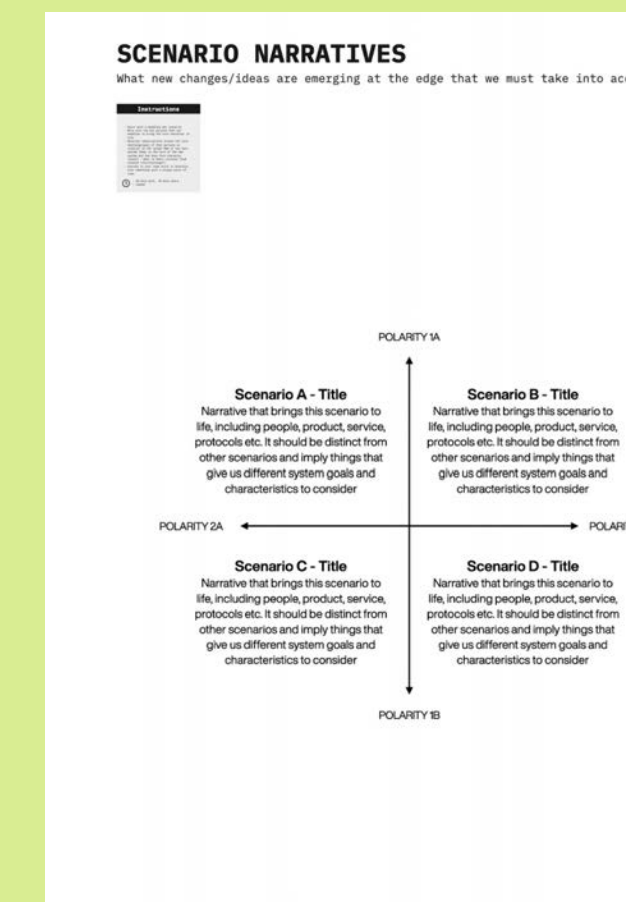 SCENARIO NARRATIVES
What new changes/ideas are emerging at the edge that we must take into acc
Instructions
POLARITY 1A
Scenario A - Title
Narrative that brings this scenario to
life, including people, product, service,
protocols etc. It should be distinct from
other scenarios and imply things that
give us different system goals and
characteristics to consider
Scenario B - Title
Narrative that brings this scenario to
life, including people, product, service,
protocols etc. It should be distinct from
other scenarios and imply things that
give us different system goals and
characteristics to consider
POLARITY 2A
POLARI
Scenario C - Title
Narrative that brings this scenario to
life, including people, product, service,
protocols etc. It should be distinct from
other scenarios and imply things that
give us different system goals and
characteristics to consider
Scenario D - Title
Narrative that brings this scenario to
life, including people, product, service,
protocols etc. It should be distinct from
other scenarios and imply things that
give us different system goals and
characteristics to consider
POLARITY 1B